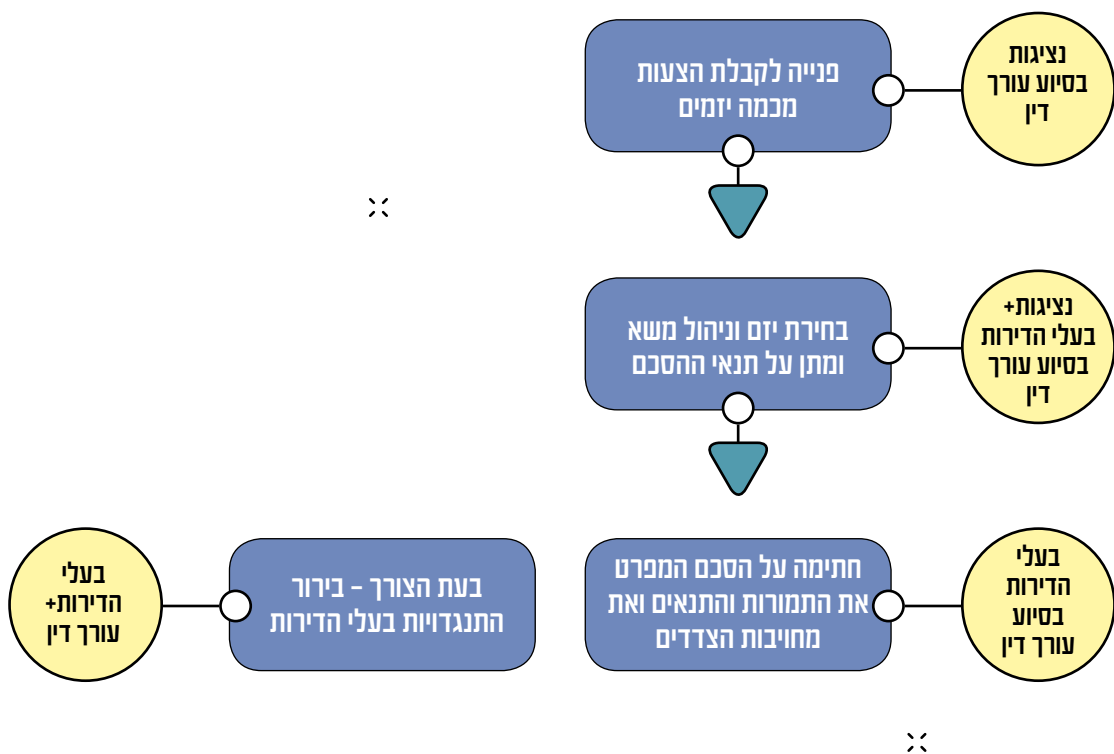 פנייה לקבלת הצעות
מכמה יזמים
נציגות
בסיוע עורך
דין
בחירת יזם וניהול משא
ומתן על תנאי ההסכם
נציגות+
בעלי הדירות
בסיוע עורך
דין
חתימה על הסכם המפרט
את התמורות והתנאים ואת
מחויבות הצדדים
בעלי
הדירות
בסיוע
עורך דין
בעת הצורך - בירור
התנגדויות בעלי הדירות
בעלי
הדירות+
עורך דין